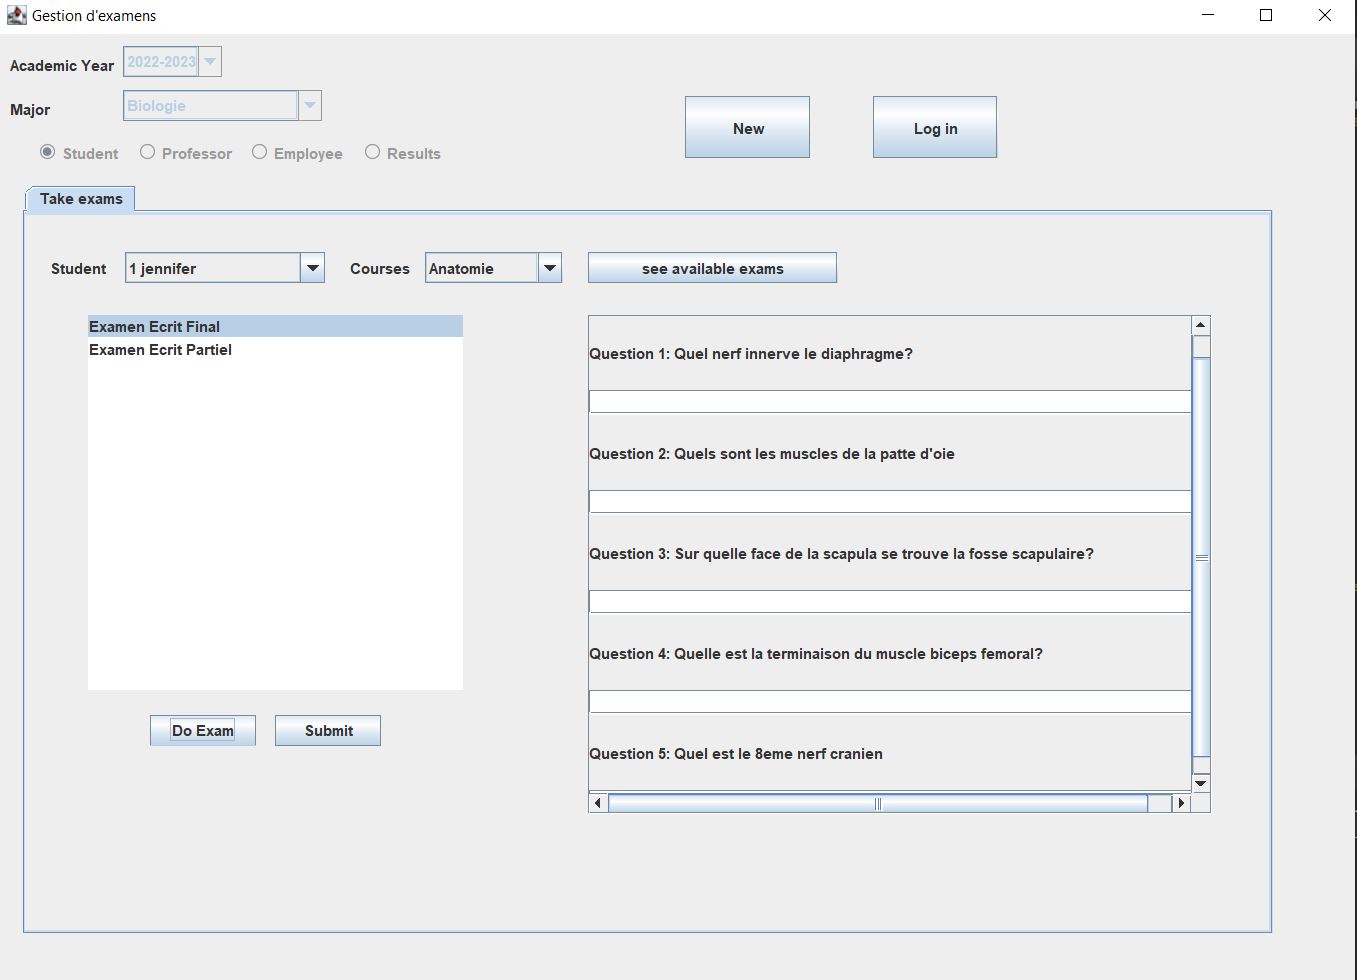 Gestion d'examens
Academic Year 2022-2023
Major Biologie
New Log in
Student Professor Employee Results
Take exams
Student 1 jennifer Courses Anatomie see available exams
Examen Ecrit Final
Examen Ecrit Partiel
Question 1: Quel nerf innerve le diaphragme?
Question 2: Quels sont les muscles de la patte d'oie
Question 3: Sur quelle face de la scapula se trouve la fosse scapulaire?
Question 4: Quelle est la terminaison du muscle biceps femoral?
Question 5: Quel est le 8eme nerf cranien
Do Exam Submit